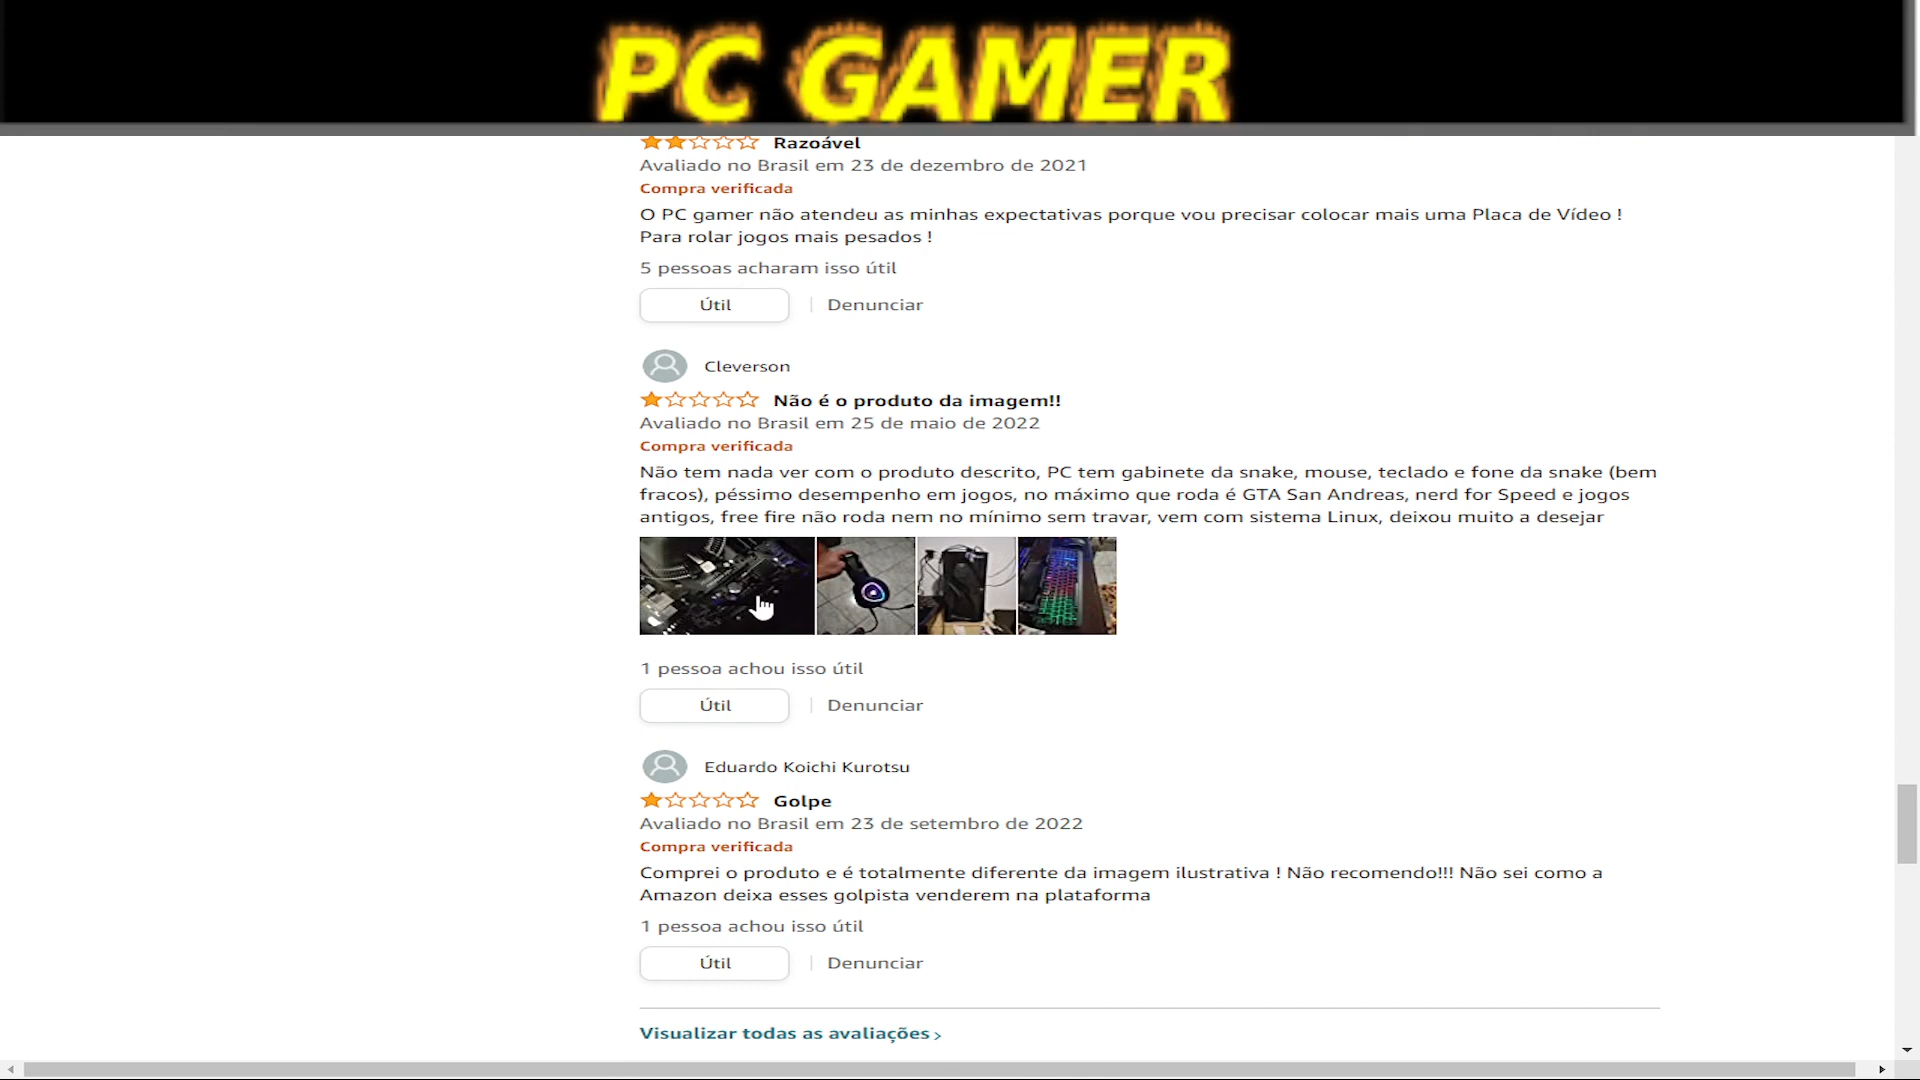 PC GAMER
Razoável
Avaliado no Brasil em 23 de dezembro de 2021
Compra verificada
O PC gamer não atendeu as minhas expectativas porque vou precisar colocar mais uma Placa de Vídeo !
Para rolar jogos mais pesados !
5 pessoas acharam isso útil
Útil | Denunciar
Cleverson
Não é o produto da imagem!!
Avaliado no Brasil em 25 de maio de 2022
Compra verificada
Não tem nada ver com o produto descrito, PC tem gabinete da snake, mouse, teclado e fone da snake (bem
fracos), péssimo desempenho em jogos, no máximo que roda é GTA San Andreas, nerd for Speed e jogos
antigos, free fire não roda nem no mínimo sem travar, vem com sistema Linux, deixou muito a desejar
1 pessoa achou isso útil
Útil | Denunciar
Eduardo Koichi Kurotsu
Golpe
Avaliado no Brasil em 23 de setembro de 2022
Compra verificada
Comprei o produto e é totalmente diferente da imagem ilustrativa ! Não recomendo!!! Não sei como a
Amazon deixa esses golpista venderem na plataforma
1 pessoa achou isso útil
Útil | Denunciar
Visualizar todas as avaliações ›